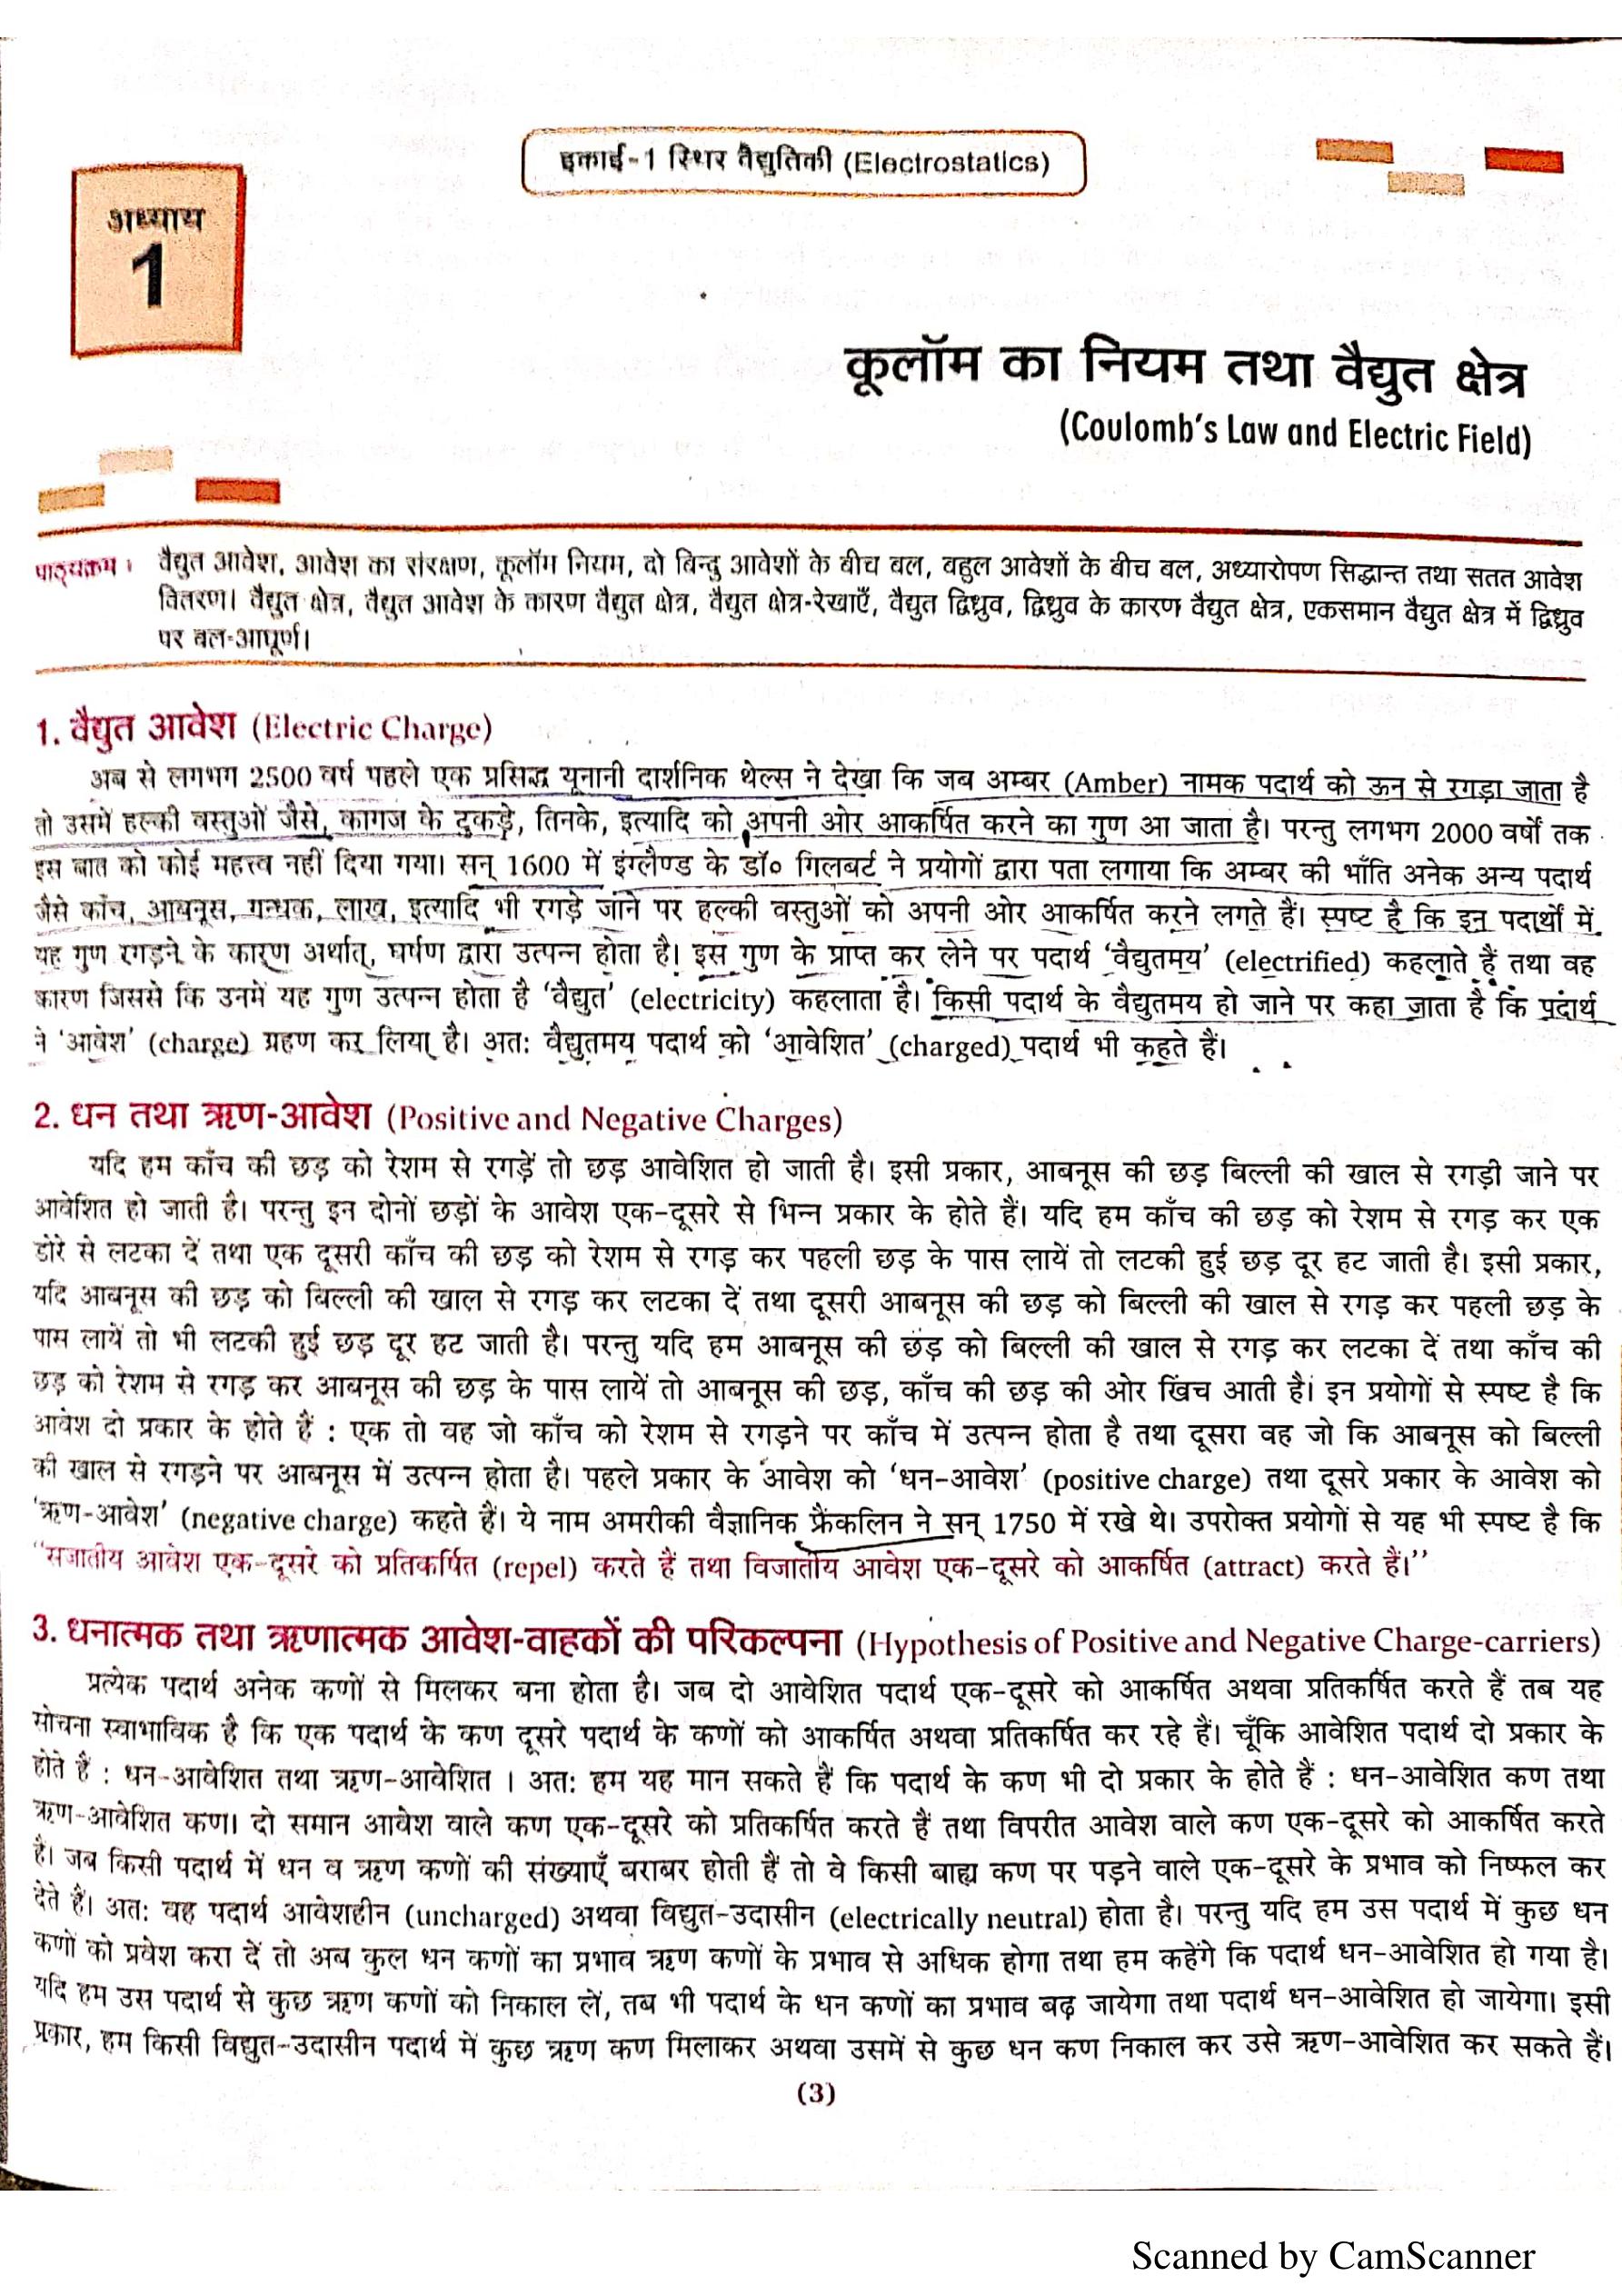 इकाई-1 स्थिर वैद्युतिकी (Electrostatics)
अध्याय
1
कूलॉम का नियम तथा वैद्युत क्षेत्र
(Coulomb's Law and Electric Field)
पाठ्यक्रम : वैद्युत आवेश, आवेश का संरक्षण, कूलॉम नियम, दो बिन्दु आवेशों के बीच बल, बहुल आवेशों के बीच बल, अध्यारोपण सिद्धान्त तथा सतत आवेश
वितरण। वैद्युत क्षेत्र, वैद्युत आवेश के कारण वैद्युत क्षेत्र, वैद्युत क्षेत्र-रेखाएँ, वैद्युत द्विध्रुव, द्विध्रुव के कारण वैद्युत क्षेत्र, एकसमान वैद्युत क्षेत्र में द्विध्रुव
पर बल-आघूर्ण।
1. वैद्युत आवेश (Electric Charge)
अब से लगभग 2500 वर्ष पहले एक प्रसिद्ध यूनानी दार्शनिक थेल्स ने देखा कि जब अम्बर (Amber) नामक पदार्थ को ऊन से रगड़ा जाता है
तो उसमें हल्की वस्तुओं जैसे, कागज के टुकड़े, तिनके, इत्यादि को अपनी ओर आकर्षित करने का गुण आ जाता है। परन्तु लगभग 2000 वर्षों तक
इस बात को कोई महत्त्व नहीं दिया गया। सन् 1600 में इंग्लैण्ड के डॉ० गिलबर्ट ने प्रयोगों द्वारा पता लगाया कि अम्बर की भाँति अनेक अन्य पदार्थ
जैसे काँच, आबनूस, गन्धक, लाख, इत्यादि भी रगड़े जाने पर हल्की वस्तुओं को अपनी ओर आकर्षित करने लगते हैं। स्पष्ट है कि इन पदार्थों में
यह गुण रगड़ने के कारण अर्थात्, घर्षण द्वारा उत्पन्न होता है। इस गुण के प्राप्त कर लेने पर पदार्थ 'वैद्युतमय' (electrified) कहलाते हैं तथा वह
कारण जिससे कि उनमें यह गुण उत्पन्न होता है 'वैद्युत' (electricity) कहलाता है। किसी पदार्थ के वैद्युतमय हो जाने पर कहा जाता है कि पदार्थ
ने 'आवेश' (charge) ग्रहण कर लिया है। अत: वैद्युतमय पदार्थ को 'आवेशित' (charged) पदार्थ भी कहते हैं।
2. धन तथा ऋण-आवेश (Positive and Negative Charges)
यदि हम काँच की छड़ को रेशम से रगड़ें तो छड़ आवेशित हो जाती है। इसी प्रकार, आबनूस की छड़ बिल्ली की खाल से रगड़ी जाने पर
आवेशित हो जाती है। परन्तु इन दोनों छड़ों के आवेश एक-दूसरे से भिन्न प्रकार के होते हैं। यदि हम काँच की छड़ को रेशम से रगड़ कर एक
डोरे से लटका दें तथा एक दूसरी काँच की छड़ को रेशम से रगड़ कर पहली छड़ के पास लायें तो लटकी हुई छड़ दूर हट जाती है। इसी प्रकार,
यदि आबनूस की छड़ को बिल्ली की खाल से रगड़ कर लटका दें तथा दूसरी आबनूस की छड़ को बिल्ली की खाल से रगड़ कर पहली छड़ के
पास लायें तो भी लटकी हुई छड़ दूर हट जाती है। परन्तु यदि हम आबनूस की छड़ को बिल्ली की खाल से रगड़ कर लटका दें तथा काँच की
छड़ को रेशम से रगड़ कर आबनूस की छड़ के पास लायें तो आबनूस की छड़, काँच की छड़ की ओर खिंच आती है। इन प्रयोगों से स्पष्ट है कि
आवेश दो प्रकार के होते हैं : एक तो वह जो काँच को रेशम से रगड़ने पर काँच में उत्पन्न होता है तथा दूसरा वह जो कि आबनूस को बिल्ली
की खाल से रगड़ने पर आबनूस में उत्पन्न होता है। पहले प्रकार के आवेश को 'धन-आवेश' (positive charge) तथा दूसरे प्रकार के आवेश को
'ऋण-आवेश' (negative charge) कहते हैं। ये नाम अमरीकी वैज्ञानिक फ्रैंकलिन ने सन् 1750 में रखे थे। उपरोक्त प्रयोगों से यह भी स्पष्ट है कि
''सजातीय आवेश एक-दूसरे को प्रतिकर्षित (repel) करते हैं तथा विजातीय आवेश एक-दूसरे को आकर्षित (attract) करते हैं।''
3. धनात्मक तथा ऋणात्मक आवेश-वाहकों की परिकल्पना (Hypothesis of Positive and Negative Charge-carriers)
प्रत्येक पदार्थ अनेक कणों से मिलकर बना होता है। जब दो आवेशित पदार्थ एक-दूसरे को आकर्षित अथवा प्रतिकर्षित करते हैं तब यह
सोचना स्वाभाविक है कि एक पदार्थ के कण दूसरे पदार्थ के कणों को आकर्षित अथवा प्रतिकर्षित कर रहे हैं। चूँकि आवेशित पदार्थ दो प्रकार के
होते हैं : धन-आवेशित तथा ऋण-आवेशित । अत: हम यह मान सकते हैं कि पदार्थ के कण भी दो प्रकार के होते हैं : धन-आवेशित कण तथा
ऋण-आवेशित कण। दो समान आवेश वाले कण एक-दूसरे को प्रतिकर्षित करते हैं तथा विपरीत आवेश वाले कण एक-दूसरे को आकर्षित करते
हैं। जब किसी पदार्थ में धन व ऋण कणों की संख्याएँ बराबर होती हैं तो वे किसी बाह्य कण पर पड़ने वाले एक-दूसरे के प्रभाव को निष्फल कर
देते हैं। अत: वह पदार्थ आवेशहीन (uncharged) अथवा विद्युत-उदासीन (electrically neutral) होता है। परन्तु यदि हम उस पदार्थ में कुछ धन
कणों को प्रवेश करा दें तो अब कुल धन कणों का प्रभाव ऋण कणों के प्रभाव से अधिक होगा तथा हम कहेंगे कि पदार्थ धन-आवेशित हो गया है।
यदि हम उस पदार्थ से कुछ ऋण कणों को निकाल लें, तब भी पदार्थ के धन कणों का प्रभाव बढ़ जायेगा तथा पदार्थ धन-आवेशित हो जायेगा। इसी
प्रकार, हम किसी विद्युत-उदासीन पदार्थ में कुछ ऋण कण मिलाकर अथवा उसमें से कुछ धन कण निकाल कर उसे ऋण-आवेशित कर सकते हैं।
(3)
Scanned by CamScanner